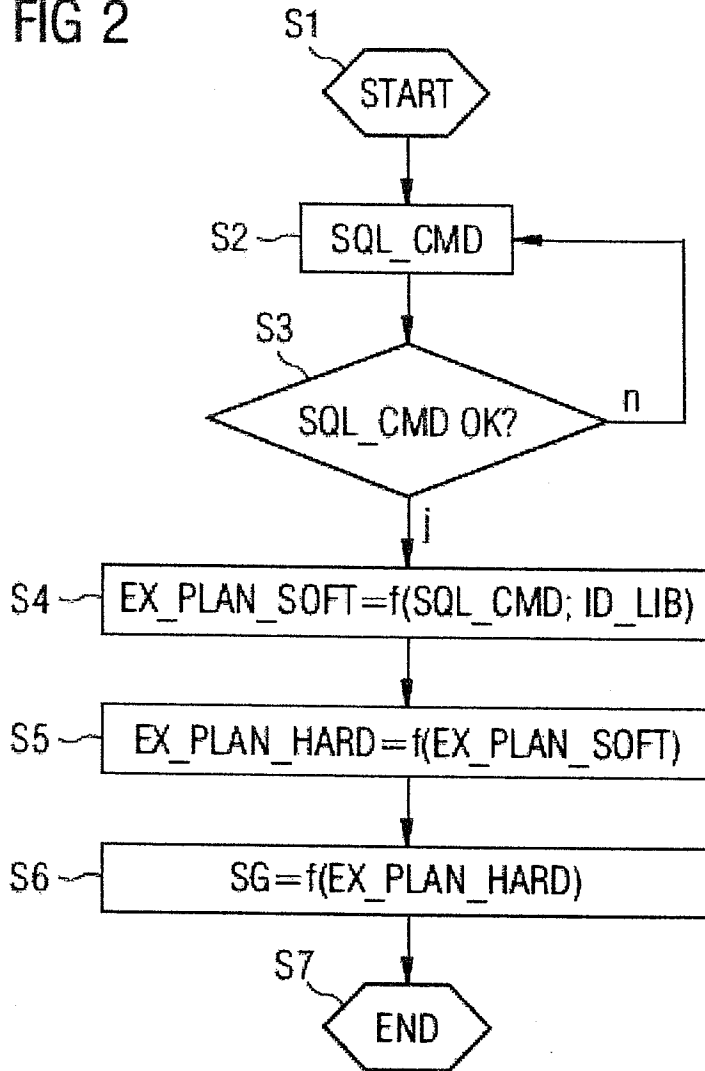 FIG 2
S1
START
S2
SQL_CMD
S3
SQL_CMD OK?
n
j
S4
EX_PLAN_SOFT=f(SQL_CMD; ID_LIB)
S5
EX_PLAN_HARD=f(EX_PLAN_SOFT)
S6
SG=f(EX_PLAN_HARD)
S7
END